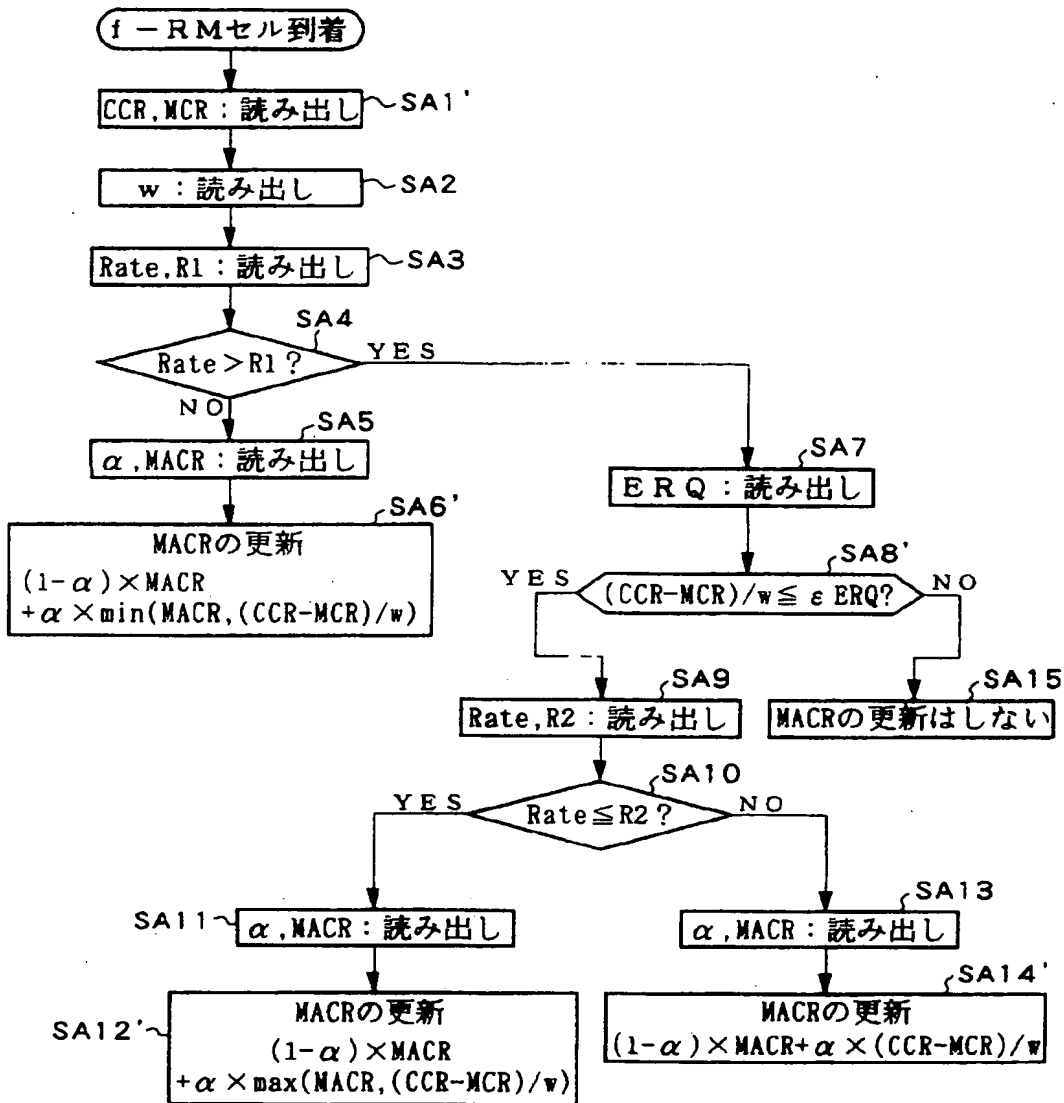 f－RMセル到着
CCR,MCR：読み出し
SA1'
w：読み出し
SA2
Rate,R1：読み出し
SA3
SA4
Rate＞R1？
YES
NO
SA5
α,MACR：読み出し
SA6'
MACRの更新
(1-α)×MACR
+α×min(MACR,(CCR-MCR)/w)
SA7
ERQ：読み出し
SA8'
YES
(CCR-MCR)/w≦ εERQ?
NO
SA9
Rate,R2：読み出し
SA15
MACRの更新はしない
SA10
YES
Rate≦R2？
NO
SA11
α,MACR：読み出し
SA13
α,MACR：読み出し
SA12'
MACRの更新
(1-α)×MACR
+α×max(MACR,(CCR-MCR)/w)
SA14'
MACRの更新
(1-α)×MACR+α×(CCR-MCR)/w